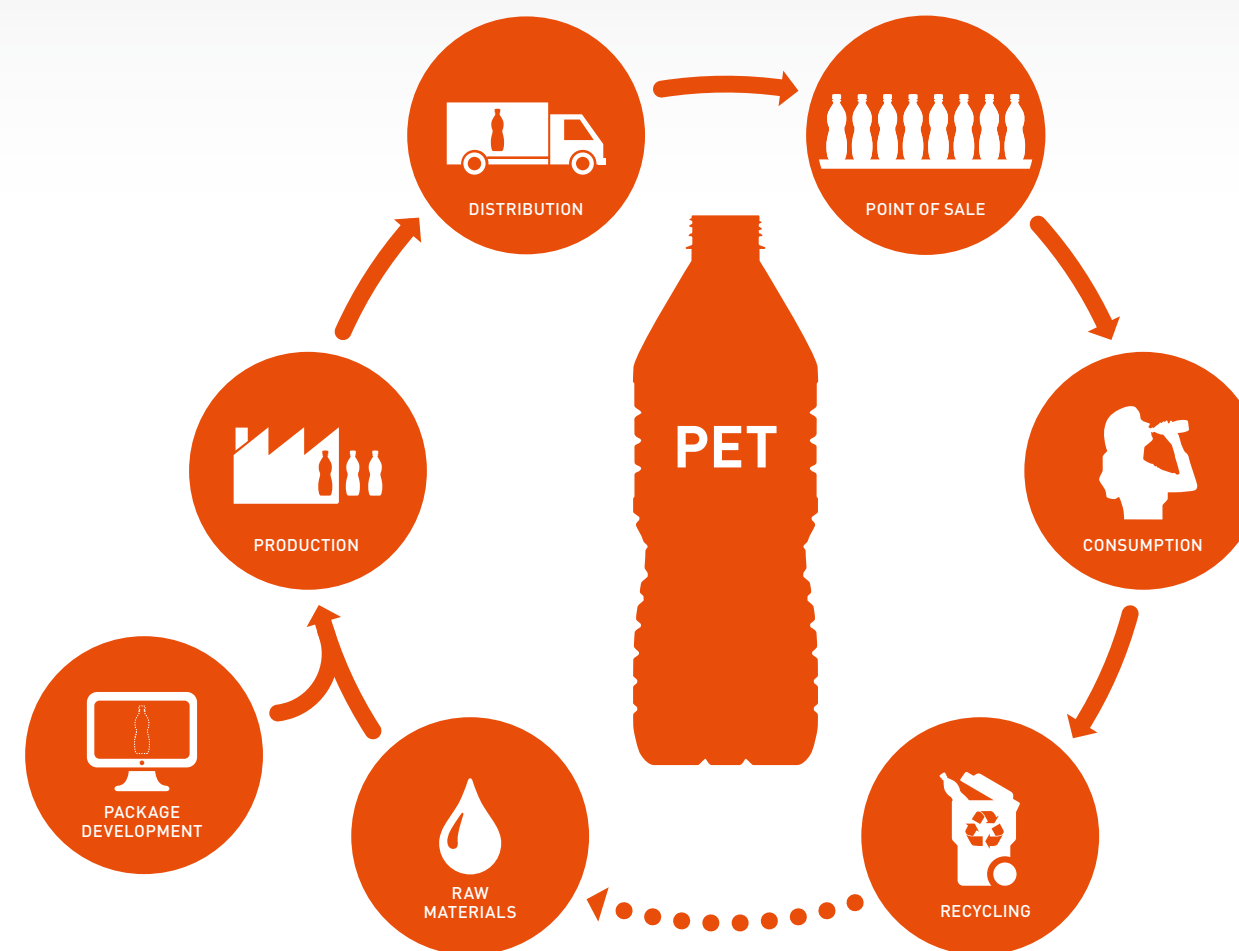 DISTRIBUTION
POINT OF SALE
PET
PRODUCTION
CONSUMPTION
PACKAGE
DEVELOPMENT
RAW
MATERIALS
RECYCLING